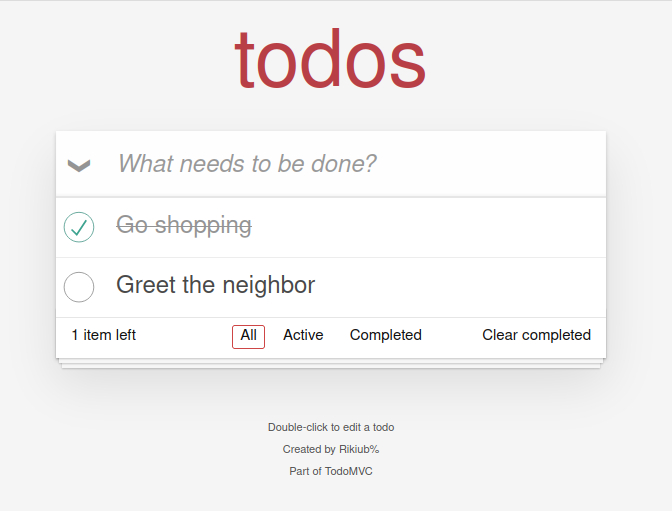 todos
What needs to be done?
Go shopping
Greet the neighbor
1 item left All Active Completed Clear completed
Double-click to edit a todo
Created by Rikiub%
Part of TodoMVC